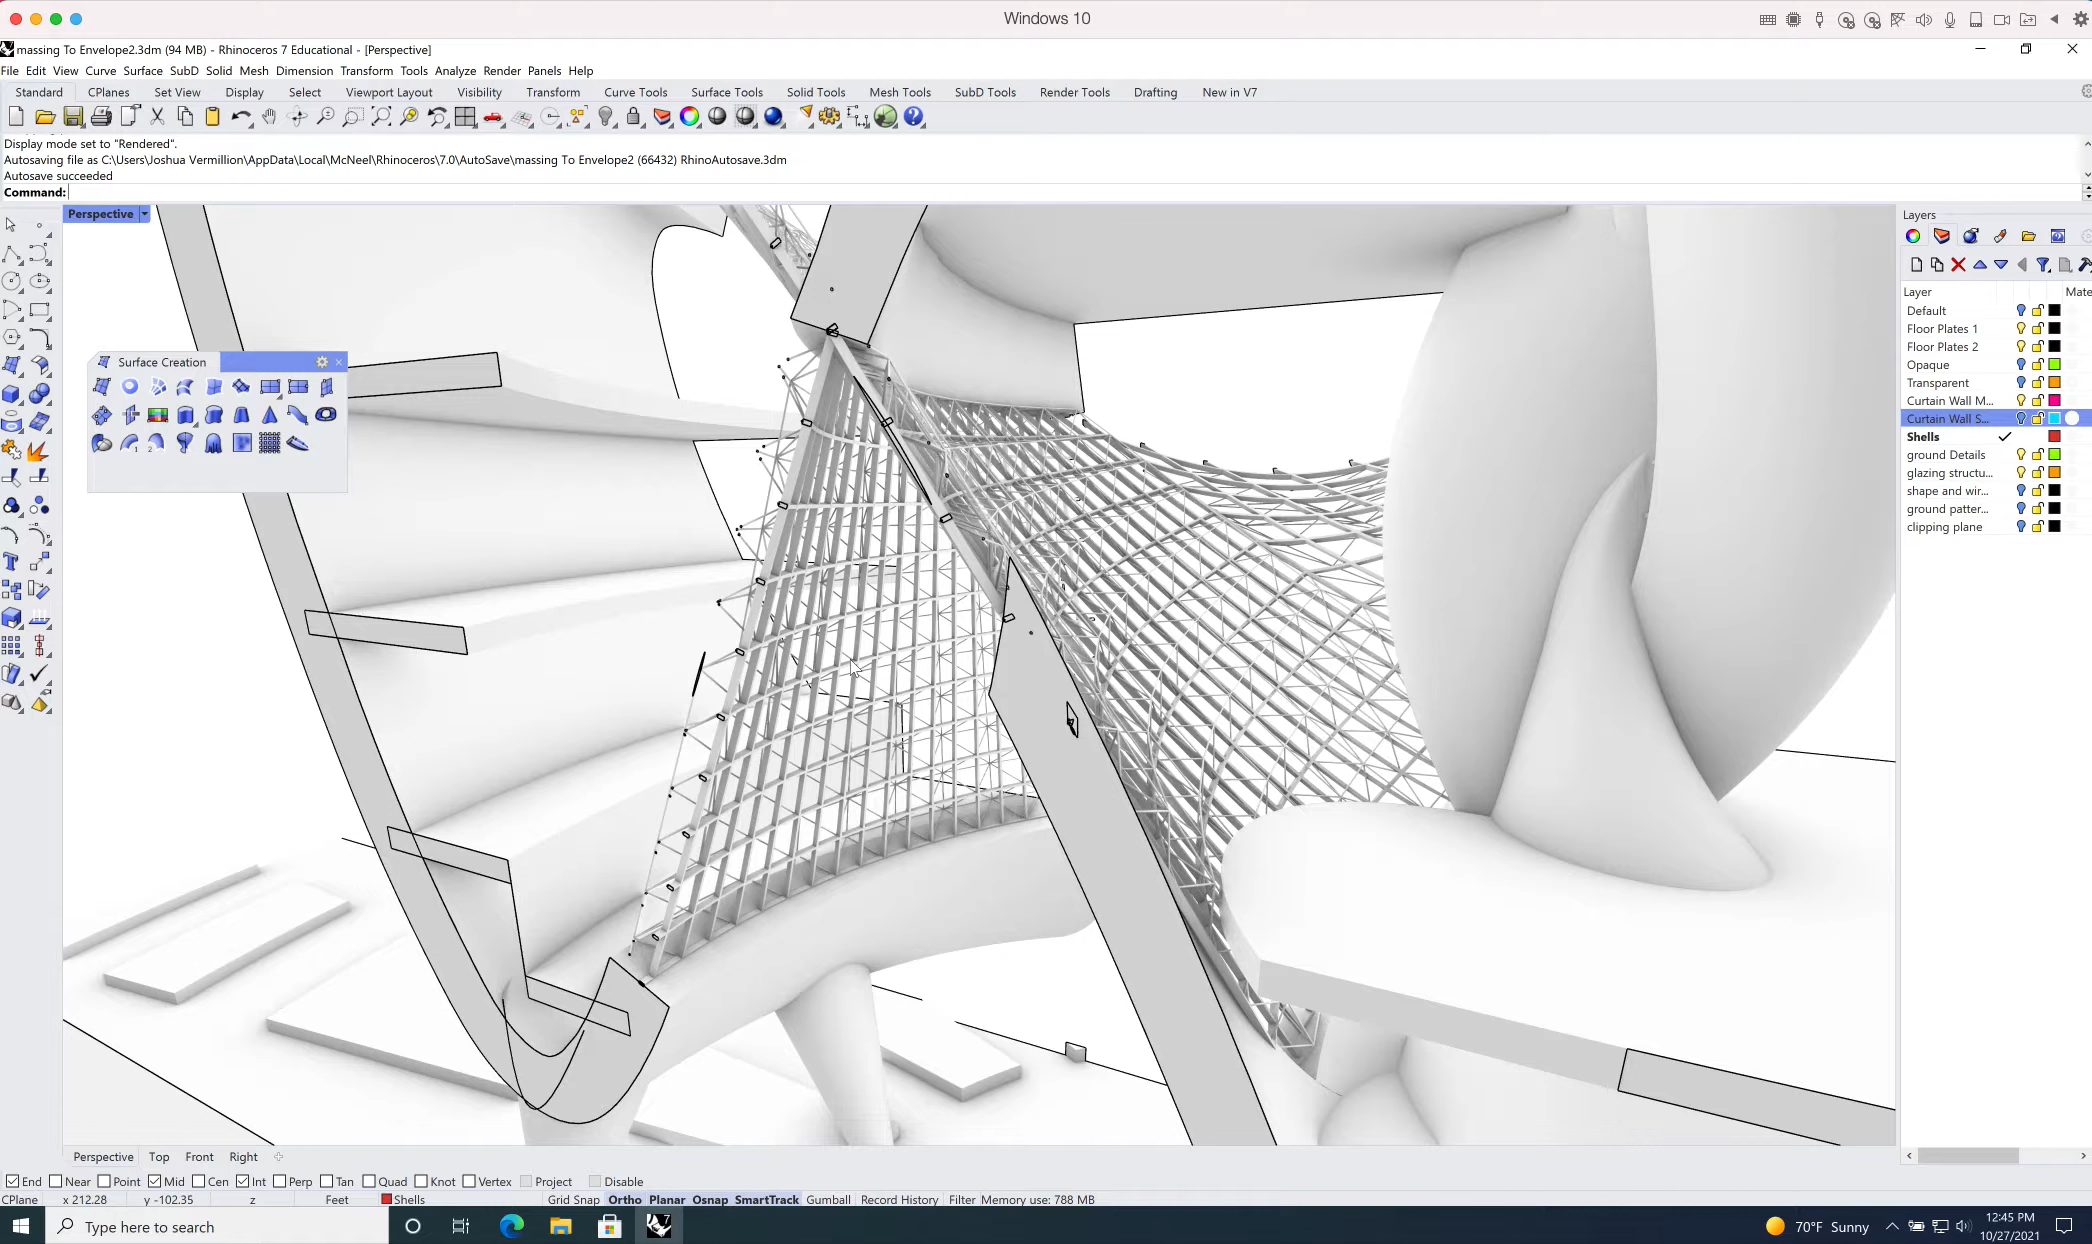 Windows 10
massing To Envelope2.3dm (94 MB) - Rhinoceros 7 Educational - [Perspective]
File Edit View Curve Surface SubD Solid Mesh Dimension Transform Tools Analyze Render Panels Help
Standard CPlanes Set View Display Select Viewport Layout Visibility Transform Curve Tools Surface Tools Solid Tools Mesh Tools SubD Tools Render Tools Drafting New in V7
Display mode set to "Rendered".
Autosaving file as C:\Users\Joshua Vermillion\AppData\Local\McNeel\Rhinoceros\7.0\AutoSave\massing To Envelope2 (66432) RhinoAutosave.3dm
Autosave succeeded
Command:
Perspective
Surface Creation
Layers
Layer Mate
Default
Floor Plates 1
Floor Plates 2
Opaque
Transparent
Curtain Wall M...
Curtain Wall S...
Shells
ground Details
glazing structu...
shape and wir...
ground patter...
clipping plane
Perspective Top Front Right
End Near Point Mid Cen Int Perp Tan Quad Knot Vertex Project Disable
CPlane x 212.28 y -102.35 z Feet Shells Grid Snap Ortho Planar Osnap SmartTrack Gumball Record History Filter Memory use: 788 MB
Type here to search
70°F Sunny
12:45 PM
10/27/2021